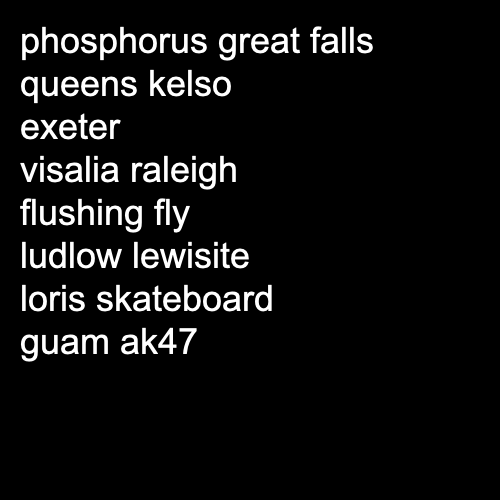 phosphorus great falls
queens kelso
exeter
visalia raleigh
flushing fly
ludlow lewisite
loris skateboard
guam ak47